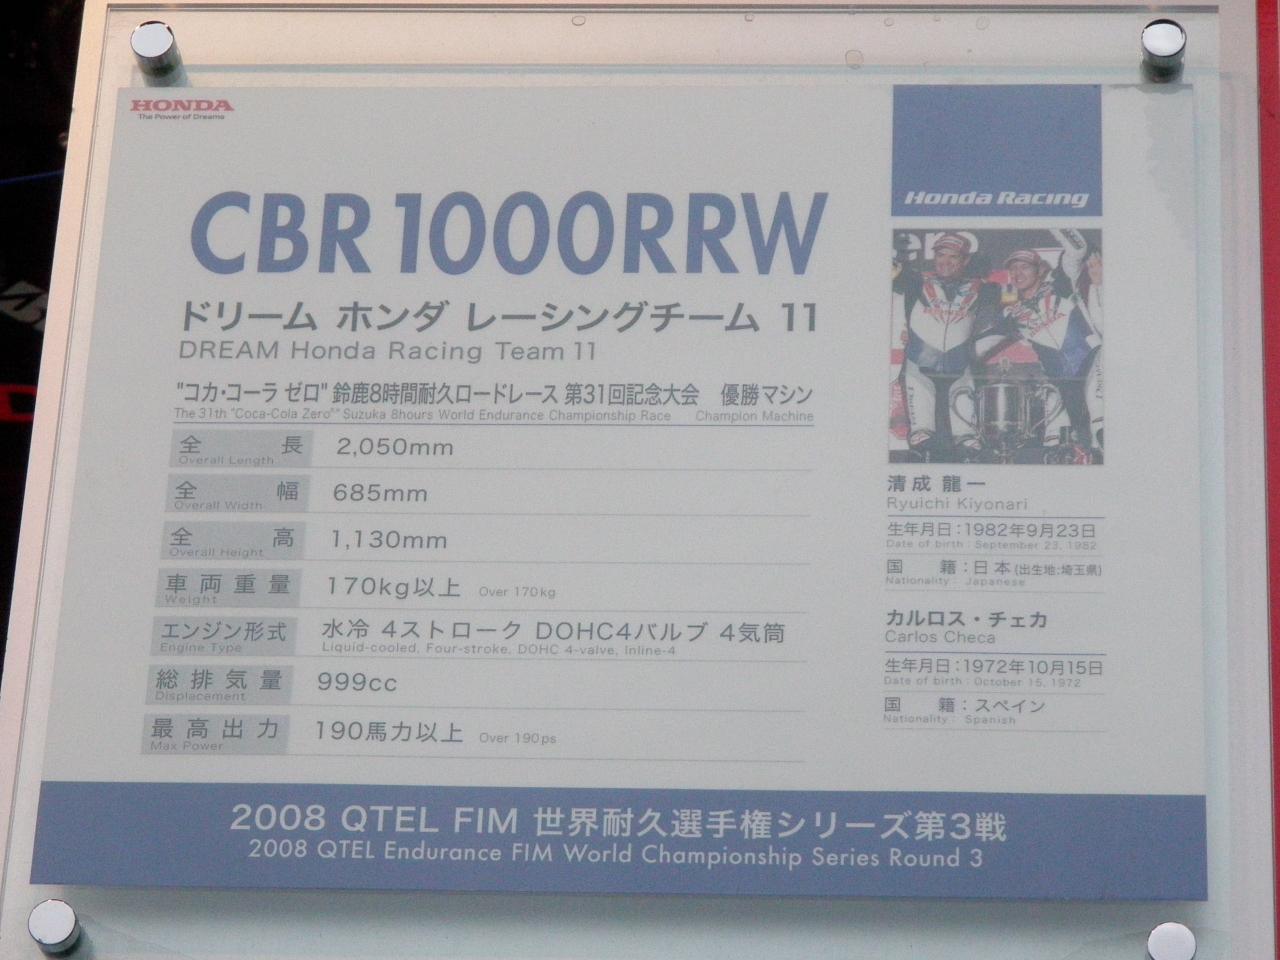 HONDA
The Power of Dreams
Honda Racing
CBR1000RRW
ドリーム ホンダ レーシングチーム 11
DREAM Honda Racing Team 11
"コカ・コーラ ゼロ" 鈴鹿8時間耐久ロードレース 第31回記念大会 優勝マシン
The 31th "Coca-Cola Zero" Suzuka 8hours World Endurance Championship Race Champion Machine
全長 2,050mm
Overall Length
全幅 685mm
Overall Width
全高 1,130mm
Overall Height
車両重量 170kg以上 Over 170kg
Weight
エンジン形式 水冷 4ストローク DOHC4バルブ 4気筒
Engine Type Liquid-cooled, Four-stroke, DOHC 4-valve, Inline-4
総排気量 999cc
Displacement
最高出力 190馬力以上 Over 190ps
Max Power
清成 龍一
Ryuichi Kiyonari
生年月日：1982年9月23日
Date of birth : September 23, 1982
国籍：日本 (出生地:埼玉県)
Nationality : Japanese
カルロス・チェカ
Carlos Checa
生年月日：1972年10月15日
Date of birth : October 15, 1972
国籍：スペイン
Nationality : Spanish
2008 QTEL FIM 世界耐久選手権シリーズ第3戦
2008 QTEL Endurance FIM World Championship Series Round 3